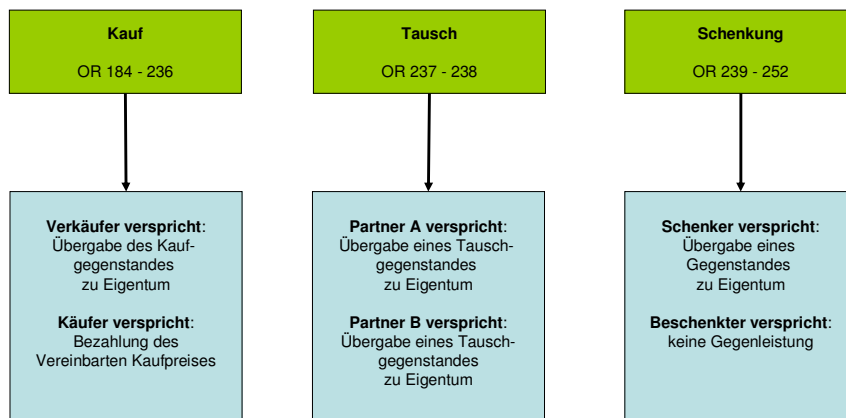 Kauf
OR 184 - 236
Tausch
OR 237 - 238
Schenkung
OR 239 - 252
Verkäufer verspricht:
Übergabe des Kauf-
gegenstandes
zu Eigentum
Käufer verspricht:
Bezahlung des
Vereinbarten Kaufpreises
Partner A verspricht:
Übergabe eines Tausch-
gegenstandes
zu Eigentum
Partner B verspricht:
Übergabe eines Tausch-
gegenstandes
zu Eigentum
Schenker verspricht:
Übergabe eines
Gegenstandes
zu Eigentum
Beschenkter verspricht:
keine Gegenleistung